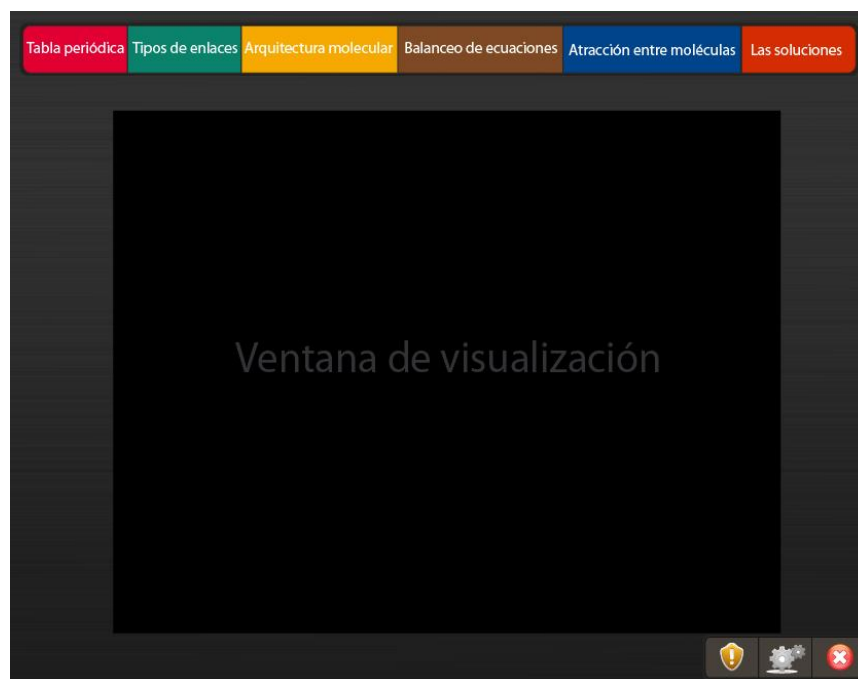 Tabla periódica Tipos de enlaces Arquitectura molecular Balanceo de ecuaciones Atracción entre moléculas Las soluciones
Ventana de visualización